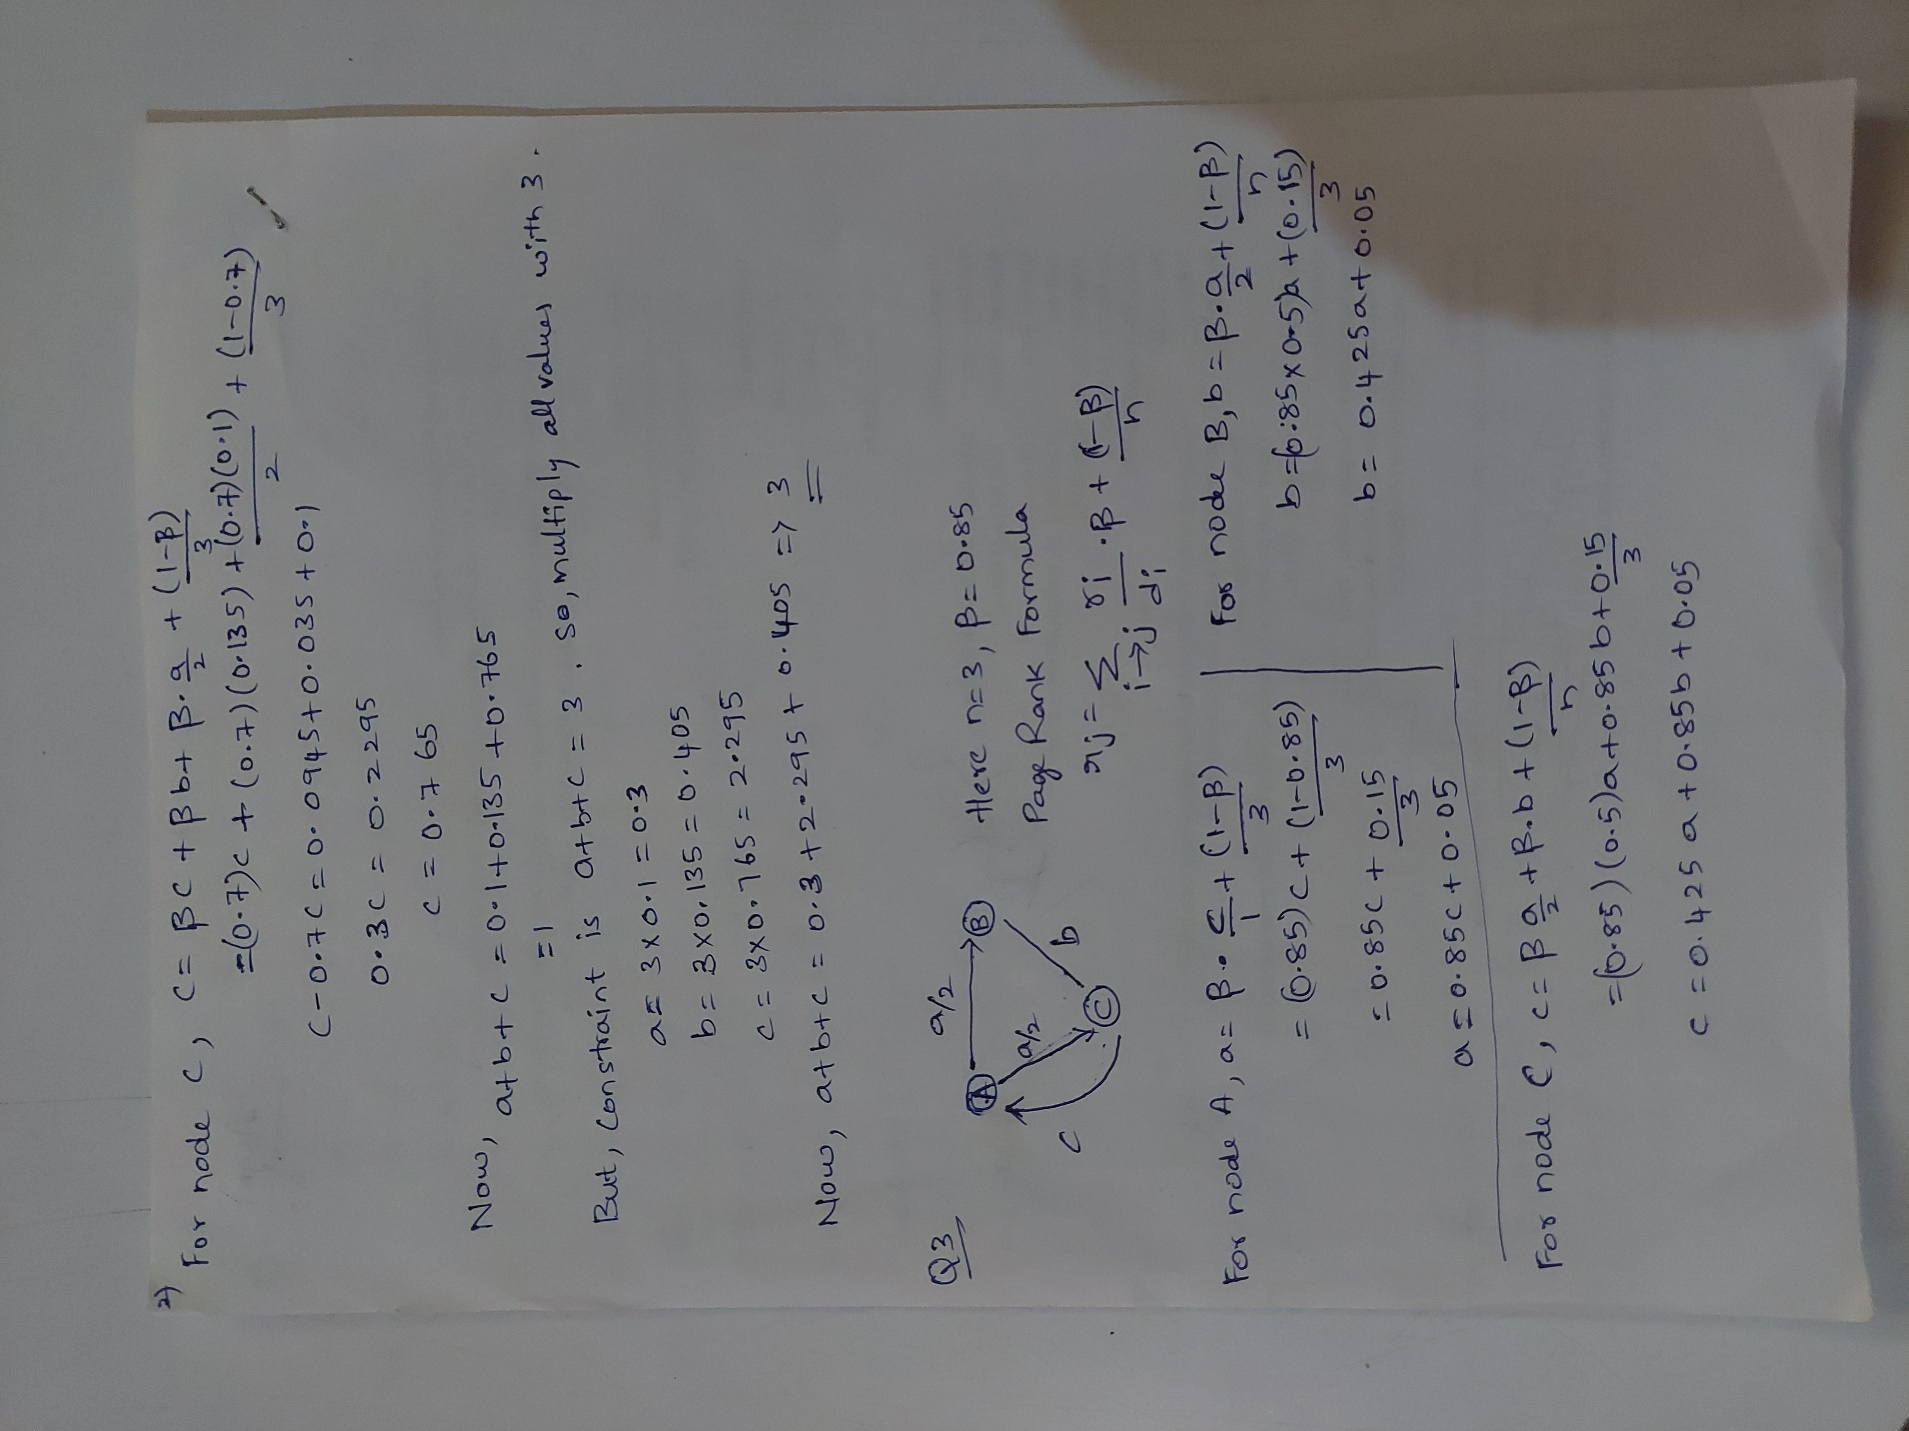 2)
For node C, C = βC + βb + β·a/2 + (1-β)/3
= (0.7)C + (0.7)(0.135) + (0.7)(0.1)/2 + (1-0.7)/3
C - 0.7C = 0.0945 + 0.035 + 0.1
0.3C = 0.2295
C = 0.765
Now,
a+b+c = 0.1+0.135+0.765
= 1
But, Constraint is a+b+c = 3. So, multiply all values with 3.
a = 3×0.1 = 0.3
b = 3×0.135 = 0.405
c = 3×0.765 = 2.295
Now, a+b+c = 0.3+2.295+0.405 => 3
Q3
a/2
A
B
a/2
C
b
c
Here n=3, β=0.85
Page Rank Formula
rj = Σ i→j ri/di ·β + (1-β)/n
For node A, a = β·c/1 + (1-β)/3
= (0.85)c + (1-0.85)/3
= 0.85c + 0.15/3
a = 0.85c + 0.05
For node B, b = β·a/2 + (1-β)/n
b = (0.85×0.5)a + (0.15)/3
b = 0.425a + 0.05
For node C, c = β a/2 + β·b + (1-β)/n
= (0.85)(0.5)a + 0.85b + 0.15/3
c = 0.425a + 0.85b + 0.05